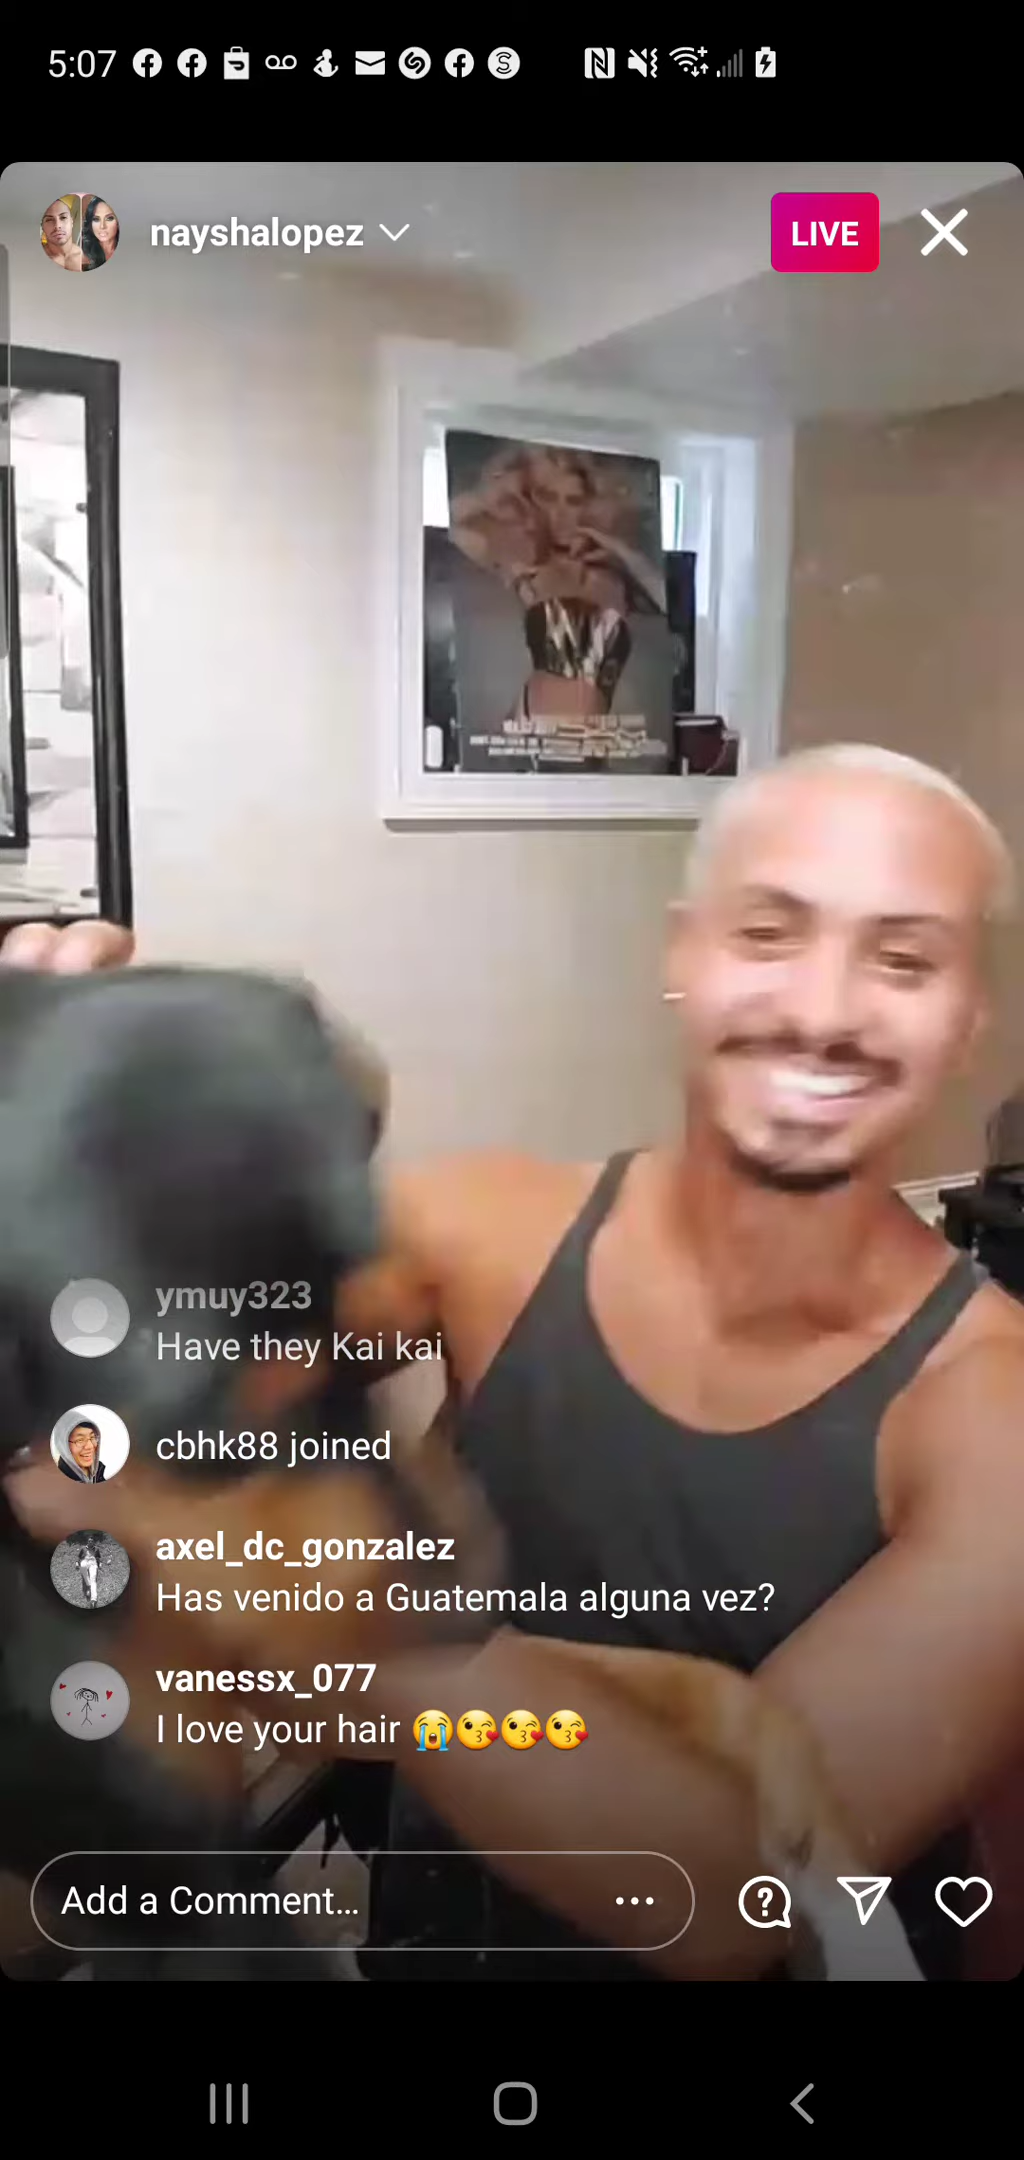 5:07
nayshalopez
LIVE
ymuy323
Have they Kai kai
cbhk88 joined
axel_dc_gonzalez
Has venido a Guatemala alguna vez?
vanessx_077
I love your hair 😭😘😘😘
Add a Comment...